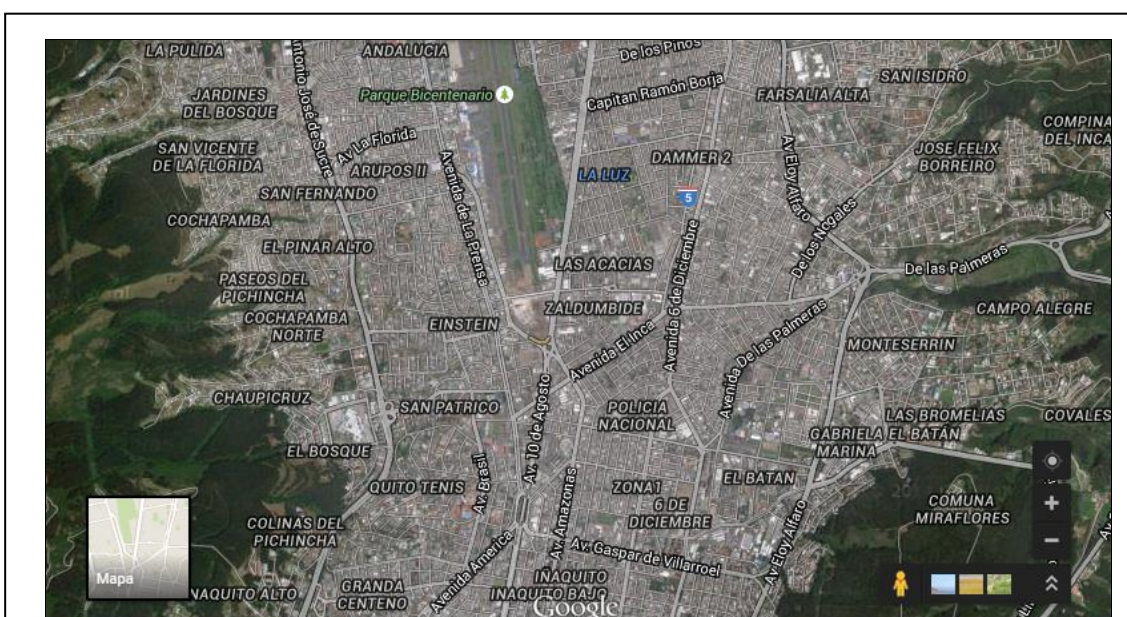 LA PULIDA
ANDALUCIA
De los Pinos
SAN ISIDRO
Antonio José de Sucre
JARDINES
DEL BOSQUE
Parque Bicentenario
Capitan Ramón Borja
FARSALIA ALTA
COMPINA
DEL INCA
Av La Florida
SAN VICENTE
DE LA FLORIDA
ARUPOS II
DAMMER 2
JOSE FELIX
BORREIRO
Av Eloy Alfaro
SAN FERNANDO
LA LUZ
5
COCHAPAMBA
Avenida de La Prensa
De los Nogales
EL PINAR ALTO
LAS ACACIAS
Avenida 6 de Diciembre
De las Palmeras
PASEOS DEL
PICHINCHA
ZALDUMBIDE
CAMPO ALEGRE
COCHAPAMBA
NORTE
EINSTEIN
Avenida El Inca
Avenida De las Palmeras
MONTESERRIN
CHAUPICRUZ
SAN PATRICO
Av. 10 de Agosto
POLICIA
NACIONAL
LAS BROMELIAS
COVALES
GABRIELA
MARINA
EL BATÁN
EL BOSQUE
QUITO TENIS
Av. Brasil
ZONA1
EL BATAN
6 DE
DICIEMBRE
COMUNA
MIRAFLORES
COLINAS DEL
PICHINCHA
Av. Amazonas
Av. Gaspar de Villarroel
Av Eloy Alfaro
Mapa
Avenida America
ÑAQUITO ALTO
GRANDA
CENTENO
IÑAQUITO
IÑAQUITO BAJO
Google